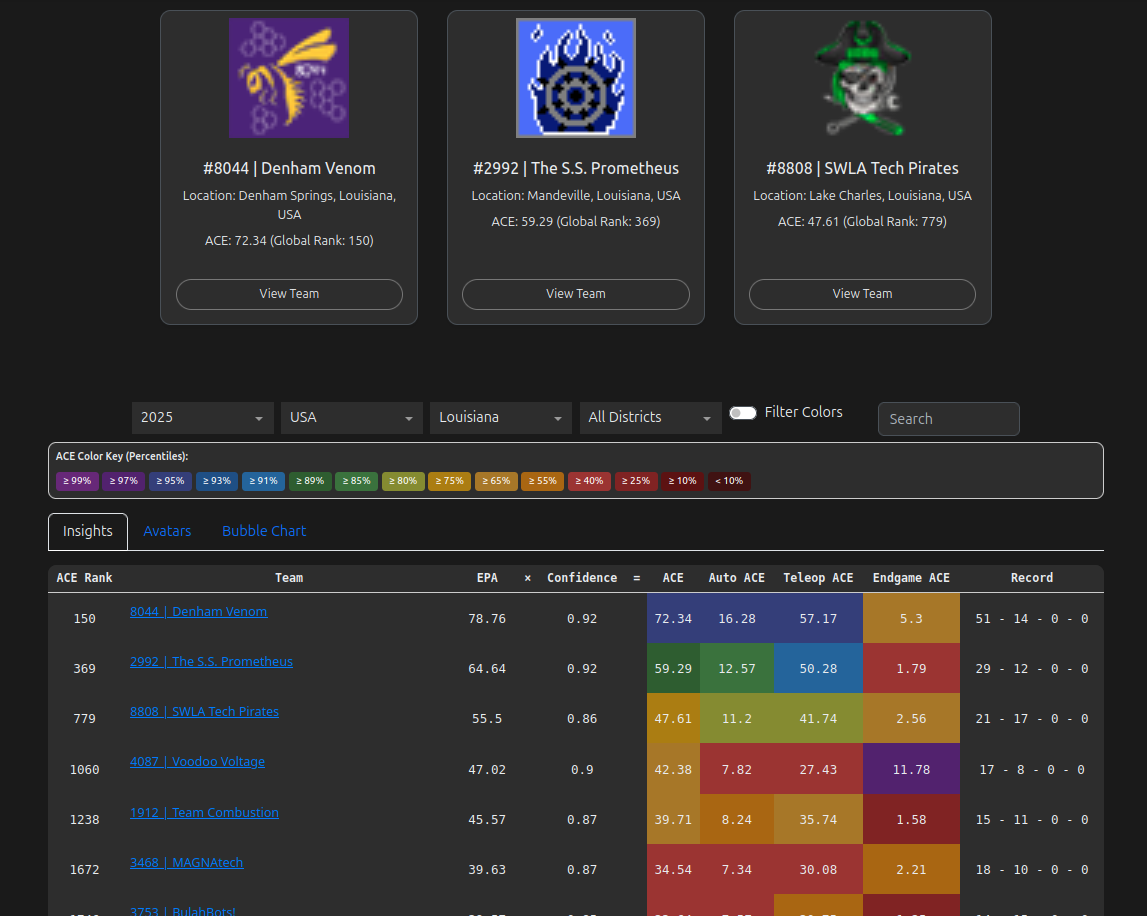 8044
#8044 | Denham Venom
Location: Denham Springs, Louisiana,
USA
ACE: 72.34 (Global Rank: 150)
View Team
#2992 | The S.S. Prometheus
Location: Mandeville, Louisiana, USA
ACE: 59.29 (Global Rank: 369)
View Team
#8808 | SWLA Tech Pirates
Location: Lake Charles, Louisiana, USA
ACE: 47.61 (Global Rank: 779)
View Team
2025 USA Louisiana All Districts Filter Colors Search
ACE Color Key (Percentiles):
≥ 99% ≥ 97% ≥ 95% ≥ 93% ≥ 91% ≥ 89% ≥ 85% ≥ 80% ≥ 75% ≥ 65% ≥ 55% ≥ 40% ≥ 25% ≥ 10% < 10%
Insights Avatars Bubble Chart
ACE Rank Team EPA × Confidence = ACE Auto ACE Teleop ACE Endgame ACE Record
150 8044 | Denham Venom 78.76 0.92 72.34 16.28 57.17 5.3 51 - 14 - 0 - 0
369 2992 | The S.S. Prometheus 64.64 0.92 59.29 12.57 50.28 1.79 29 - 12 - 0 - 0
779 8808 | SWLA Tech Pirates 55.5 0.86 47.61 11.2 41.74 2.56 21 - 17 - 0 - 0
1060 4087 | Voodoo Voltage 47.02 0.9 42.38 7.82 27.43 11.78 17 - 8 - 0 - 0
1238 1912 | Team Combustion 45.57 0.87 39.71 8.24 35.74 1.58 15 - 11 - 0 - 0
1672 3468 | MAGNAtech 39.63 0.87 34.54 7.34 30.08 2.21 18 - 10 - 0 - 0
3753 | BulahBots!